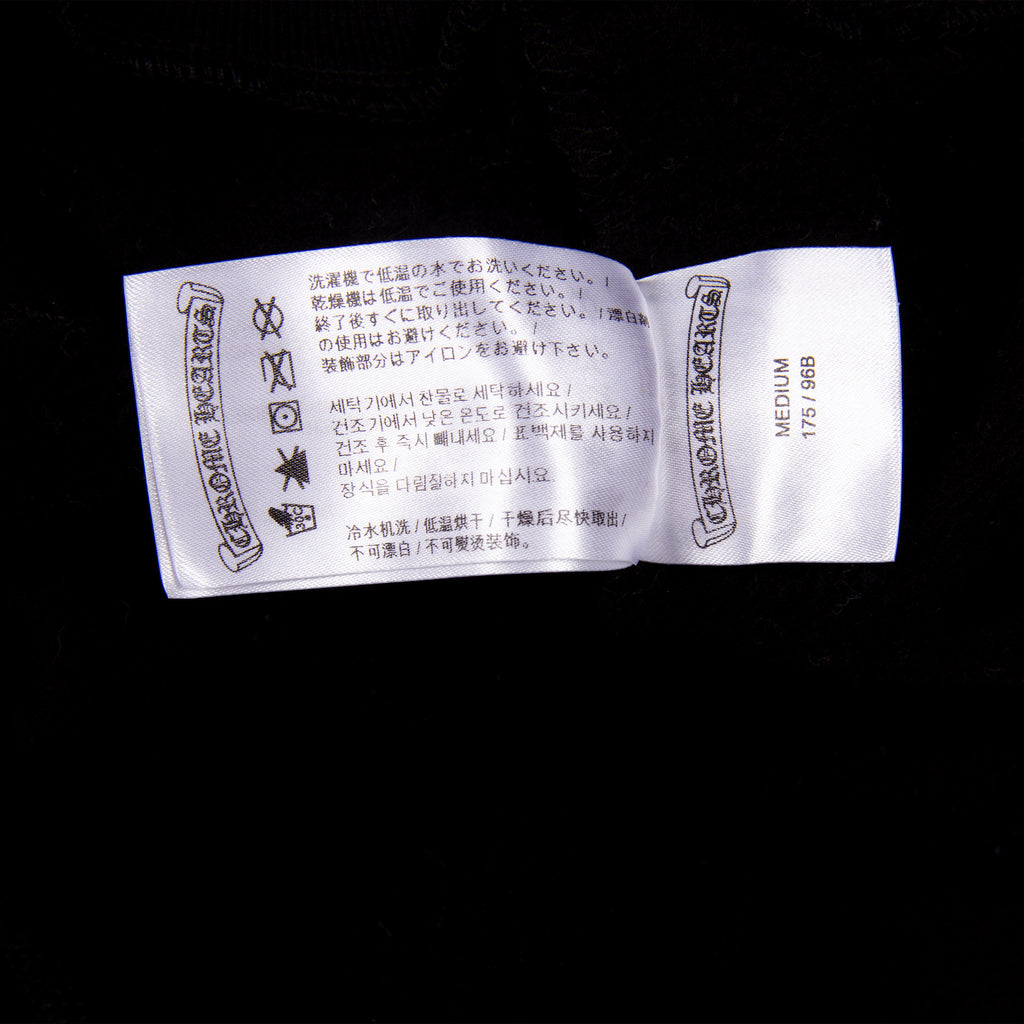 CHROME HEARTS
洗濯機で低温の水でお洗いください。/
乾燥機は低温でご使用ください。/
終了後すぐに取り出してください。/ 漂白剤
の使用はお避けください。/
装飾部分はアイロンをお避け下さい。
세탁기에서 찬물로 세탁하세요 /
건조기에서 낮은 온도로 건조시키세요 /
건조 후 즉시 빼내세요 / 표백제를 사용하지
마세요 /
장식을 다림질하지 마십시요.
冷水机洗 / 低温烘干 / 干燥后尽快取出 /
不可漂白 / 不可熨烫装饰。
30C
CHROME HEARTS
MEDIUM
175 / 96B